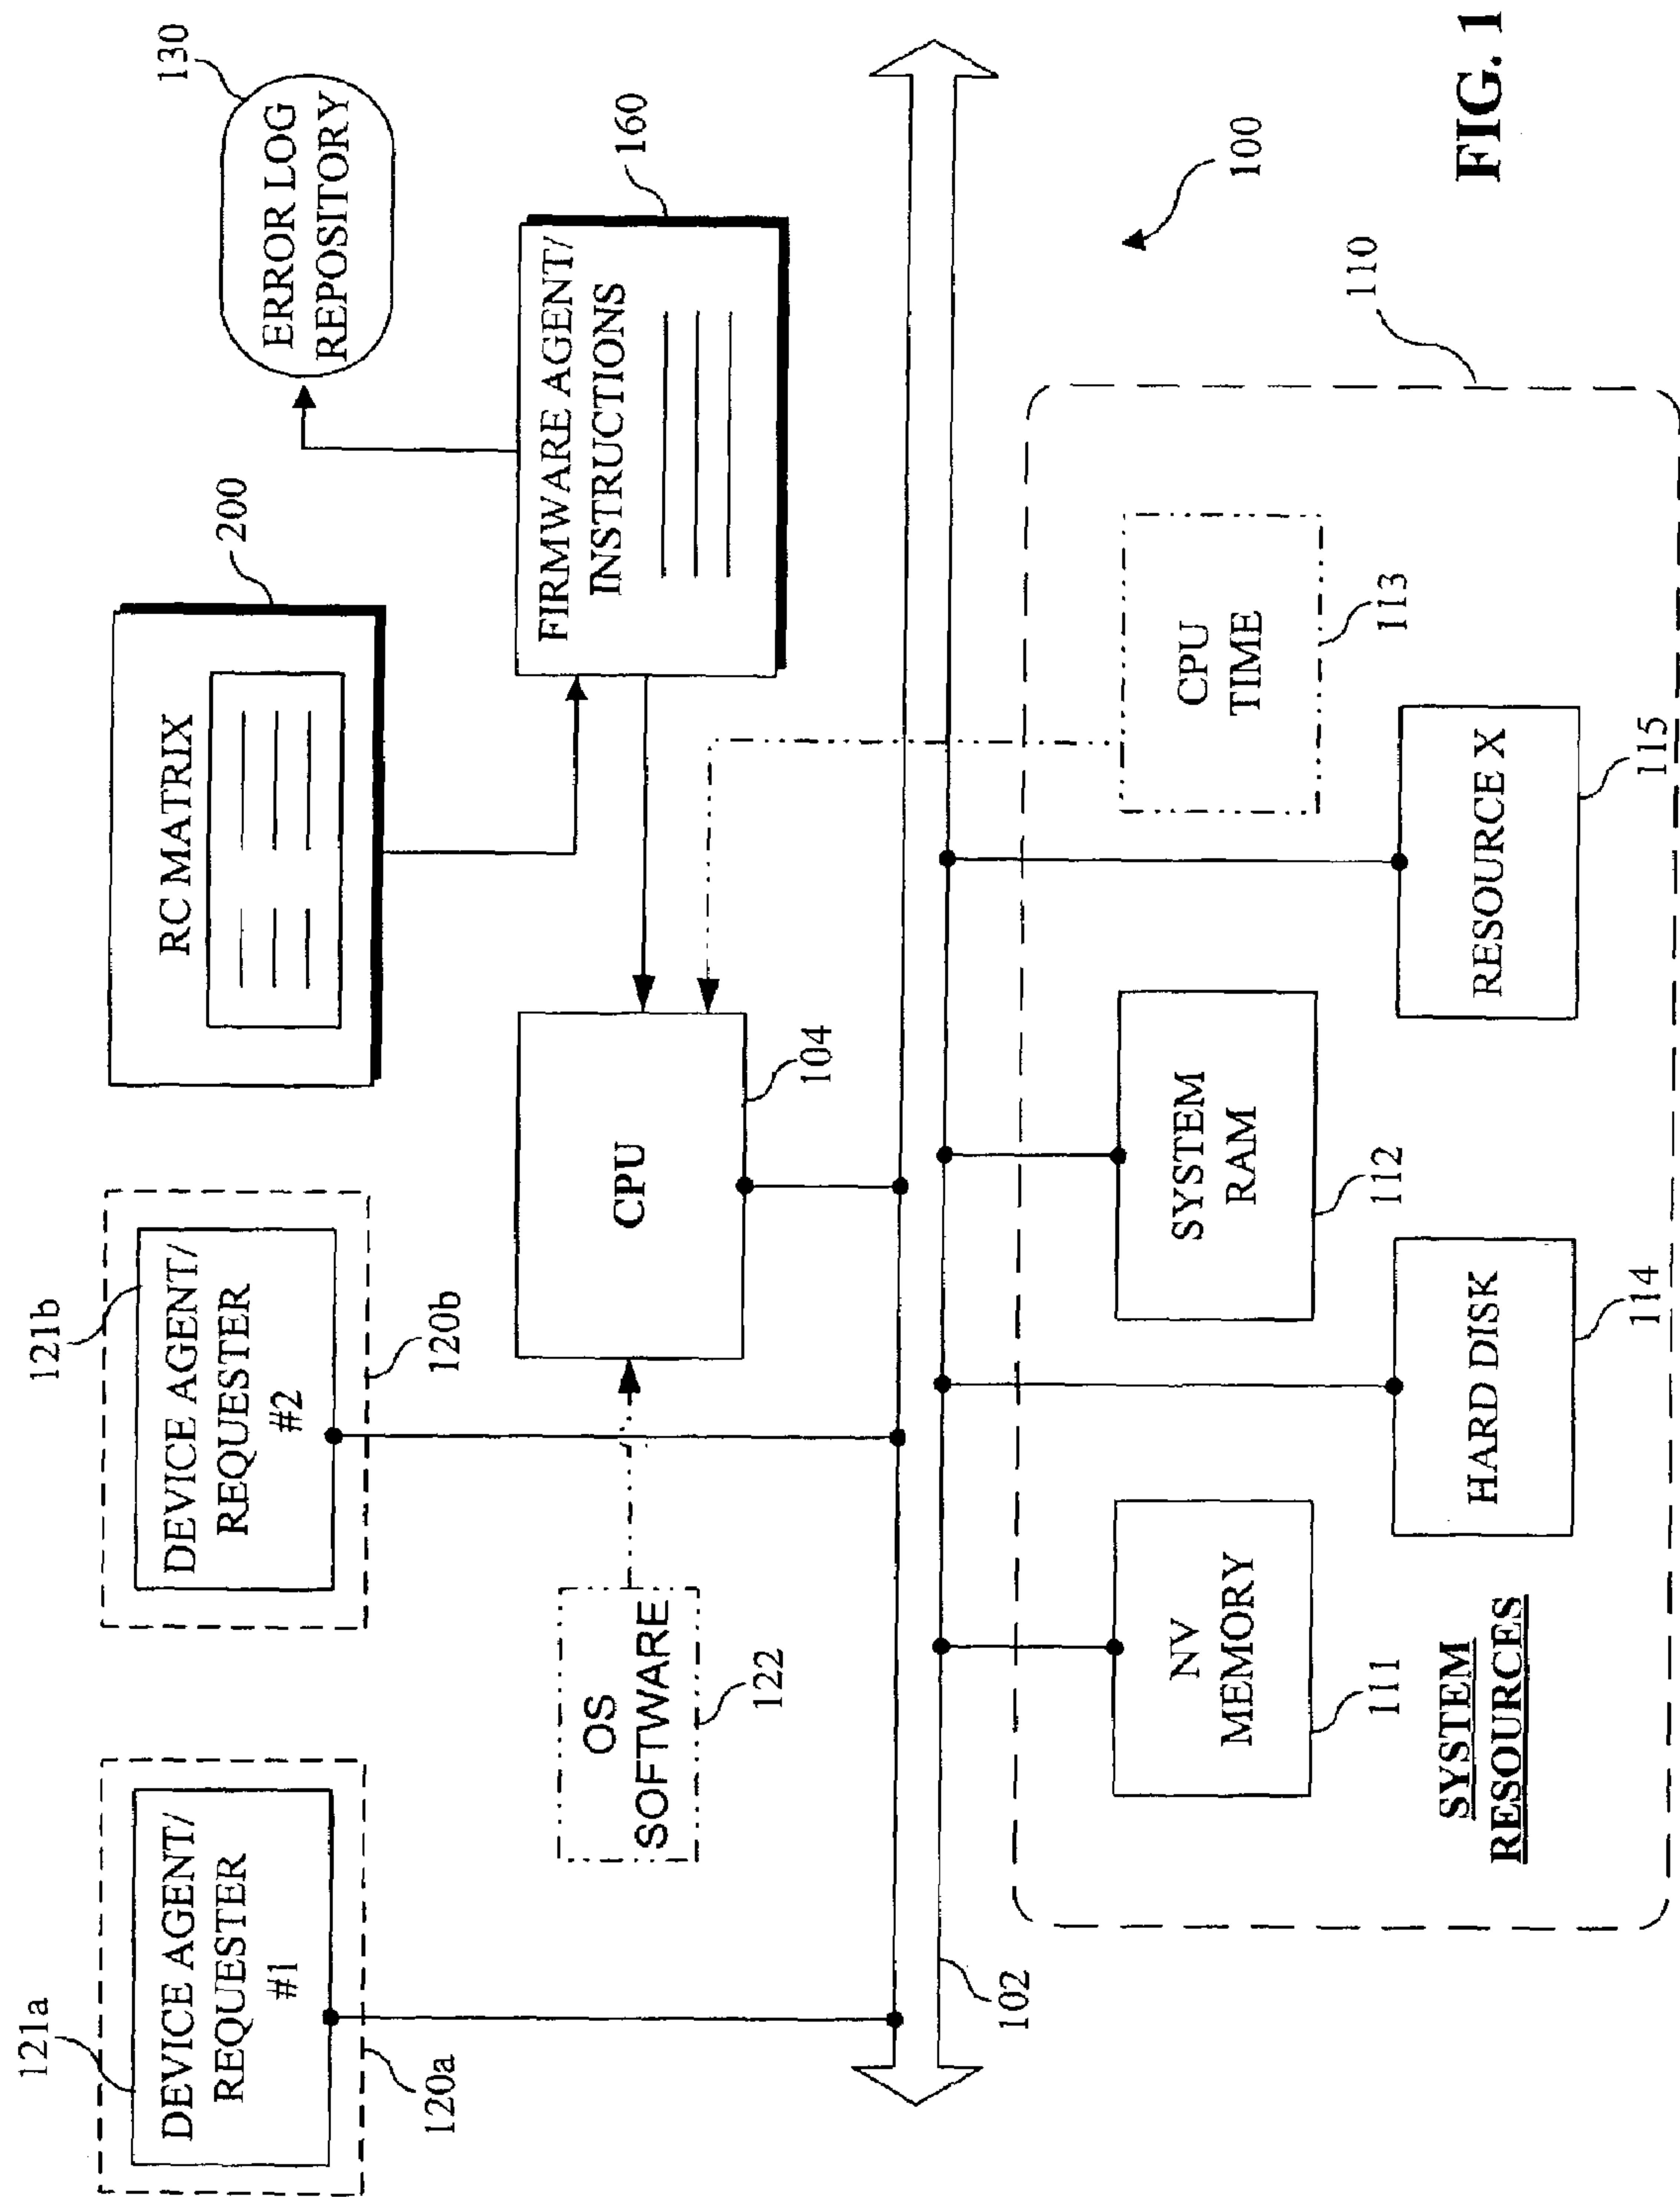 121a
DEVICE AGENT/
REQUESTER
#1
120a
121b
DEVICE AGENT/
REQUESTER
#2
120b
RC MATRIX
200
ERROR LOG
REPOSITORY
130
OS
SOFTWARE
122
CPU
104
FIRMWARE AGENT/
INSTRUCTIONS
160
102
100
110
NV
MEMORY
111
SYSTEM
RAM
112
CPU
TIME
113
HARD DISK
114
RESOURCE X
115
SYSTEM
RESOURCES
FIG. 1